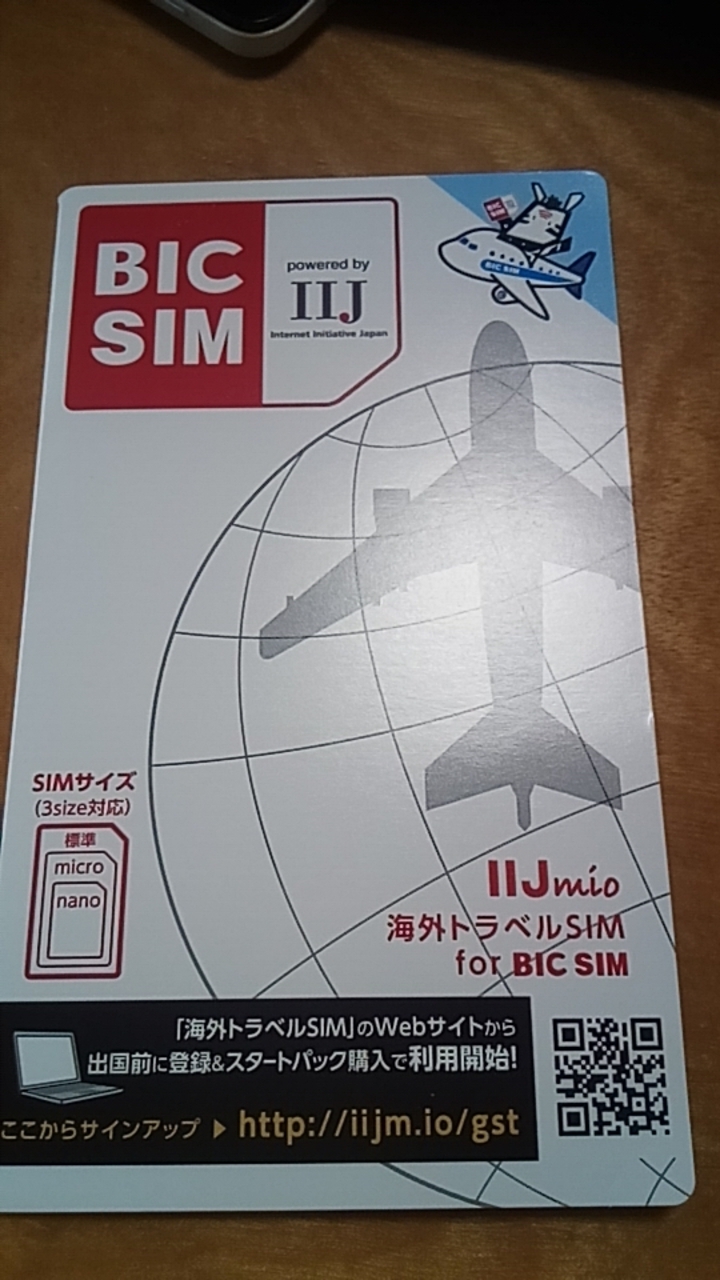 BIC
SIM
powered by
IIJ
Internet Initiative Japan
BIC
SIM
BIC SIM
SIMサイズ
(3size対応)
標準
micro
nano
IIJmio
海外トラベルSIM
for BIC SIM
「海外トラベルSIM」のWebサイトから
出国前に登録&スタートパック購入で利用開始!
ここからサインアップ ▶ http://iijm.io/gst